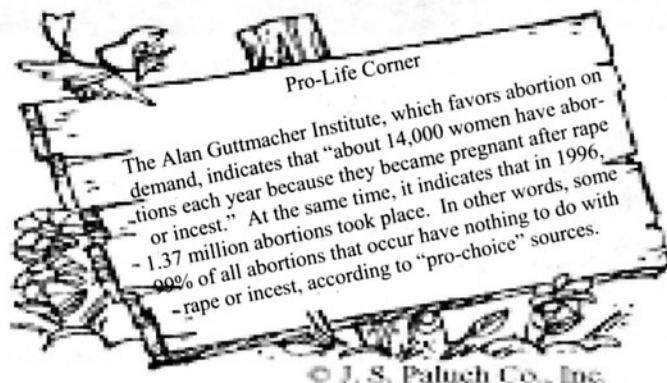 Pro-Life Corner
The Alan Guttmacher Institute, which favors abortion on
demand, indicates that “about 14,000 women have abor-
tions each year because they became pregnant after rape
or incest.” At the same time, it indicates that in 1996,
1.37 million abortions took place. In other words, some
99% of all abortions that occur have nothing to do with
rape or incest, according to “pro-choice” sources.
© J. S. Paluch Co., Inc.